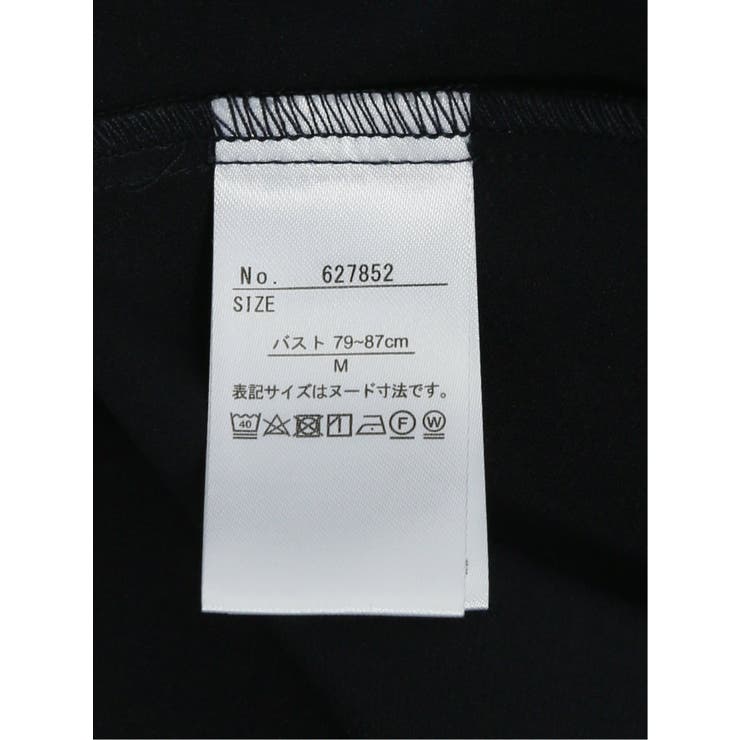 No. 627852
SIZE
バスト 79~87cm
M
表記サイズはヌード寸法です。
40 F W